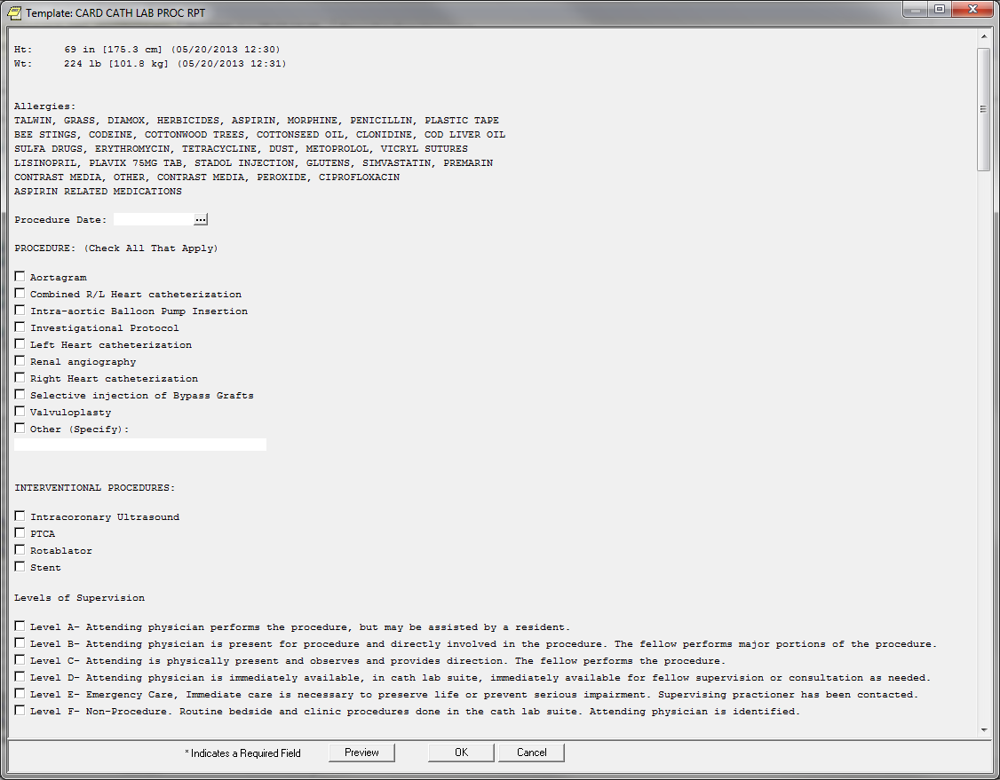 Template: CARD CATH LAB PROC RPT
Ht: 69 in [175.3 cm] (05/20/2013 12:30)
Wt: 224 lb [101.8 kg] (05/20/2013 12:31)
Allergies:
TALWIN, GRASS, DIAMOX, HERBICIDES, ASPIRIN, MORPHINE, PENICILLIN, PLASTIC TAPE
BEE STINGS, CODEINE, COTTONWOOD TREES, COTTONSEED OIL, CLONIDINE, COD LIVER OIL
SULFA DRUGS, ERYTHROMYCIN, TETRACYCLINE, DUST, METOPROLOL, VICRYL SUTURES
LISINOPRIL, PLAVIX 75MG TAB, STADOL INJECTION, GLUTENS, SIMVASTATIN, PREMARIN
CONTRAST MEDIA, OTHER, CONTRAST MEDIA, PEROXIDE, CIPROFLOXACIN
ASPIRIN RELATED MEDICATIONS
Procedure Date: ...
PROCEDURE: (Check All That Apply)
Aortagram
Combined R/L Heart catheterization
Intra-aortic Balloon Pump Insertion
Investigational Protocol
Left Heart catheterization
Renal angiography
Right Heart catheterization
Selective injection of Bypass Grafts
Valvuloplasty
Other (Specify):
INTERVENTIONAL PROCEDURES:
Intracoronary Ultrasound
PTCA
Rotablator
Stent
Levels of Supervision
Level A- Attending physician performs the procedure, but may be assisted by a resident.
Level B- Attending physician is present for procedure and directly involved in the procedure. The fellow performs major portions of the procedure.
Level C- Attending is physically present and observes and provides direction. The fellow performs the procedure.
Level D- Attending physician is immediately available, in cath lab suite, immediately available for fellow supervision or consultation as needed.
Level E- Emergency Care, Immediate care is necessary to preserve life or prevent serious impairment. Supervising practioner has been contacted.
Level F- Non-Procedure. Routine bedside and clinic procedures done in the cath lab suite. Attending physician is identified.
* Indicates a Required Field Preview OK Cancel